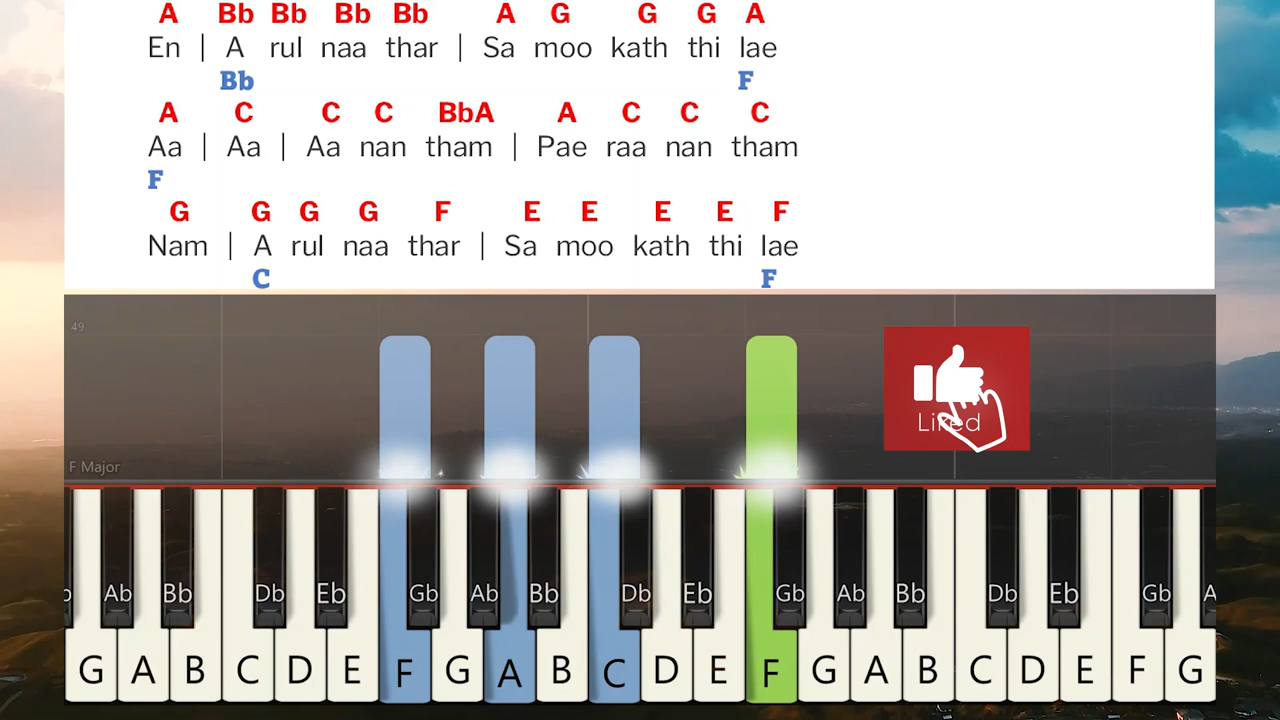 A Bb Bb Bb Bb A G G G A
En | A rul naa thar | Sa moo kath thi lae
Bb F
A C C C BbA A C C C
Aa | Aa | Aa nan tham | Pae raa nan tham
F
G G G G F E E E E F
Nam | A rul naa thar | Sa moo kath thi lae
C F
49
Liked
F Major
b Ab Bb Db Eb Gb Ab Bb Db Eb Gb Ab Bb Db Eb Gb A
G A B C D E F G A B C D E F G A B C D E F G